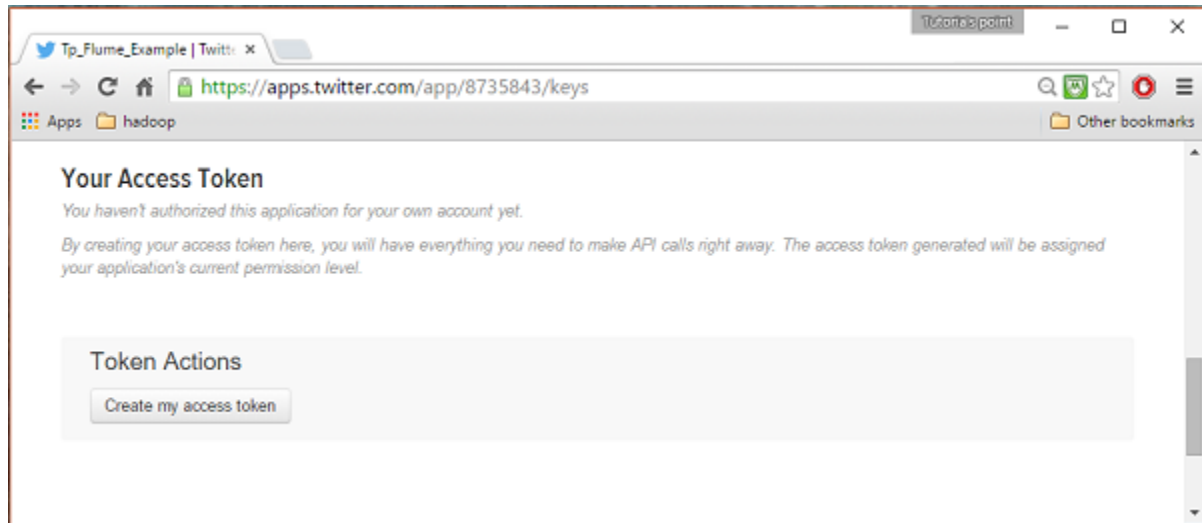 Tutorials point
Tp_Flume_Example | Twitt
https://apps.twitter.com/app/8735843/keys
Apps hadoop Other bookmarks
Your Access Token
You haven't authorized this application for your own account yet.
By creating your access token here, you will have everything you need to make API calls right away. The access token generated will be assigned
your application's current permission level.
Token Actions
Create my access token